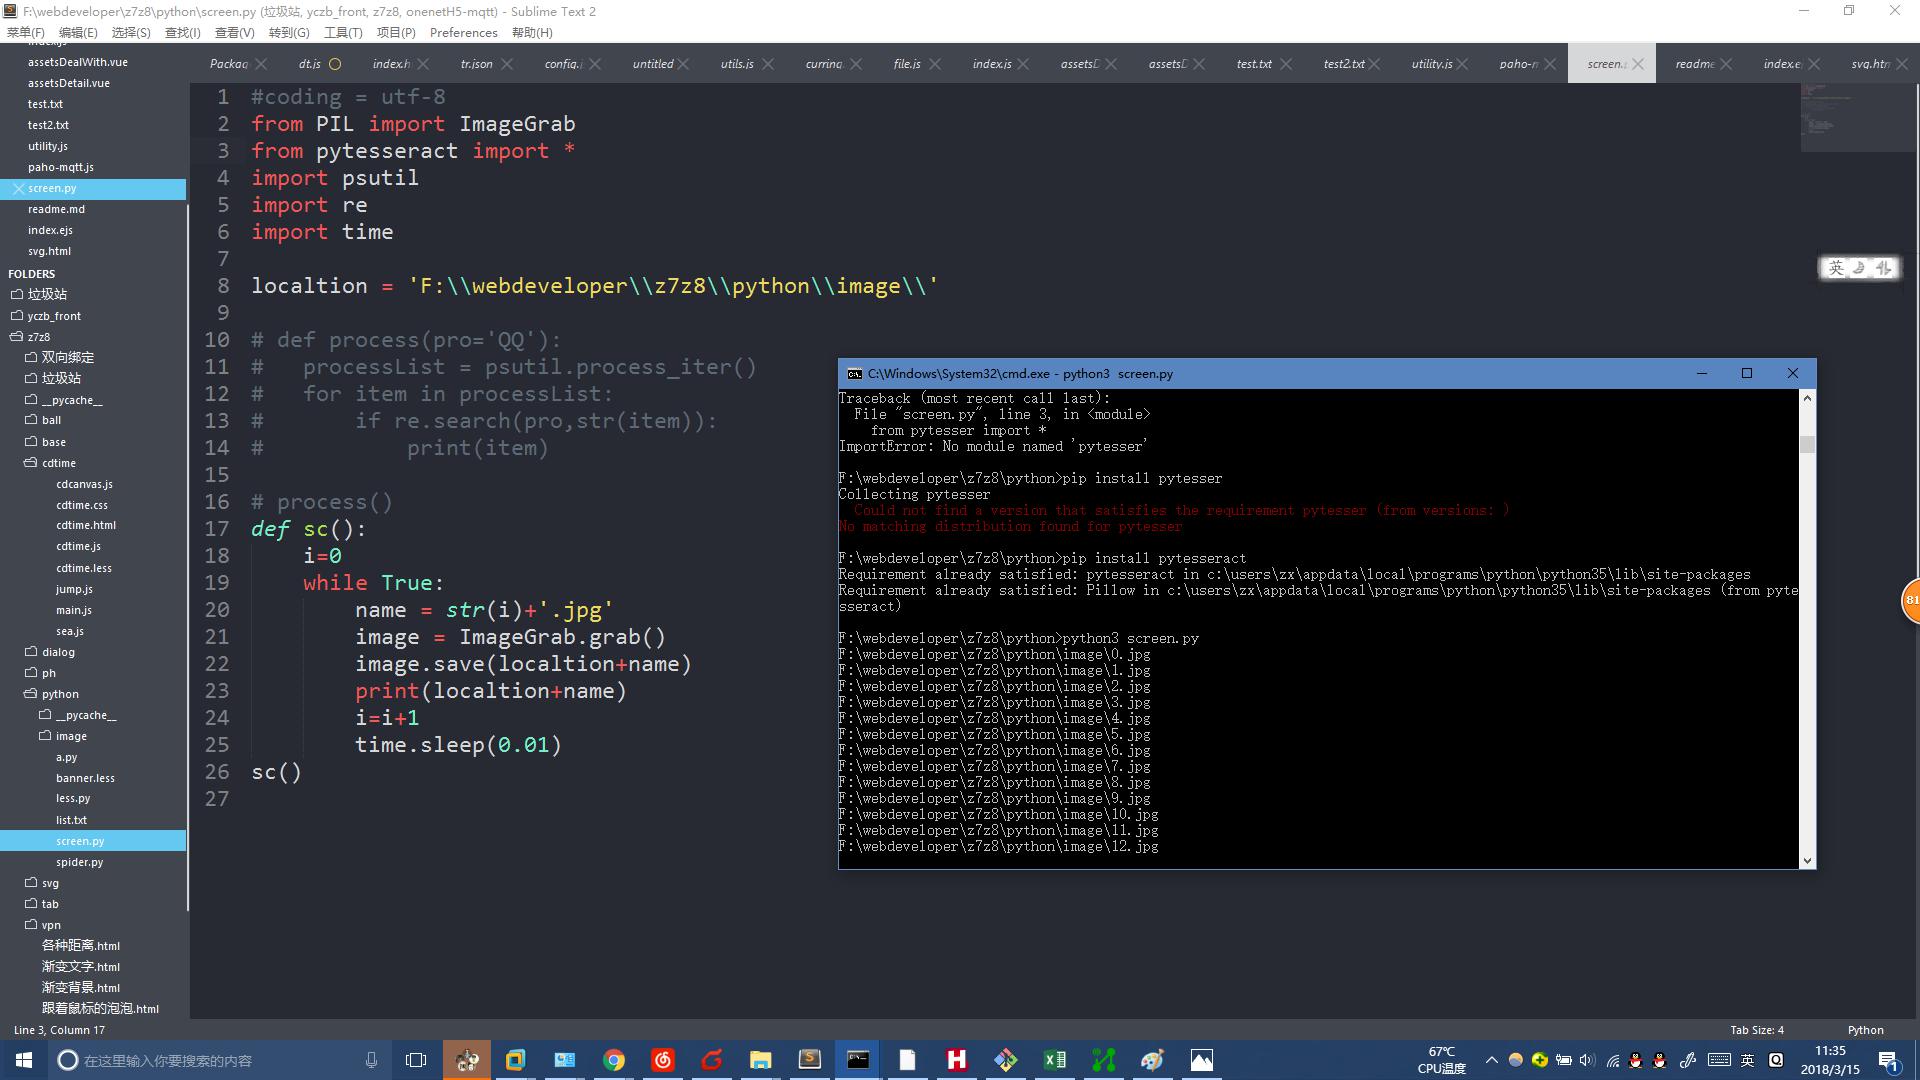 F:\webdeveloper\z7z8\python\screen.py (垃圾站, yczb_front, z7z8, onenetH5-mqtt) - Sublime Text 2
菜单(F) 编辑(E) 选择(S) 查找(I) 查看(V) 转到(G) 工具(T) 项目(P) Preferences 帮助(H)
Packag dt.js index.h tr.json config.j untitled utils.js currinq. file.js index.js assetsD assetsD test.txt test2.txt utility.js paho-n screen. readme index.e svg.htn
index.js
assetsDealWith.vue
assetsDetail.vue
test.txt
test2.txt
utility.js
paho-mqtt.js
screen.py
readme.md
index.ejs
svg.html
FOLDERS
垃圾站
yczb_front
z7z8
双向绑定
垃圾站
__pycache__
ball
base
cdtime
cdcanvas.js
cdtime.css
cdtime.html
cdtime.js
cdtime.less
jump.js
main.js
sea.js
dialog
ph
python
__pycache__
image
a.py
banner.less
less.py
list.txt
screen.py
spider.py
svg
tab
vpn
各种距离.html
渐变文字.html
渐变背景.html
跟着鼠标的泡泡.html
1 #coding = utf-8
2 from PIL import ImageGrab
3 from pytesseract import *
4 import psutil
5 import re
6 import time
7
8 localtion = 'F:\\webdeveloper\\z7z8\\python\\image\\'
9
10 # def process(pro='QQ'):
11 #   processList = psutil.process_iter()
12 #   for item in processList:
13 #       if re.search(pro,str(item)):
14 #           print(item)
15
16 # process()
17 def sc():
18     i=0
19     while True:
20         name = str(i)+'.jpg'
21         image = ImageGrab.grab()
22         image.save(localtion+name)
23         print(localtion+name)
24         i=i+1
25         time.sleep(0.01)
26 sc()
27
英
81
C:\Windows\System32\cmd.exe - python3  screen.py
Traceback (most recent call last):
  File "screen.py", line 3, in <module>
    from pytesser import *
ImportError: No module named 'pytesser'
F:\webdeveloper\z7z8\python>pip install pytesser
Collecting pytesser
  Could not find a version that satisfies the requirement pytesser (from versions: )
No matching distribution found for pytesser
F:\webdeveloper\z7z8\python>pip install pytesseract
Requirement already satisfied: pytesseract in c:\users\zx\appdata\local\programs\python\python35\lib\site-packages
Requirement already satisfied: Pillow in c:\users\zx\appdata\local\programs\python\python35\lib\site-packages (from pyte
sseract)
F:\webdeveloper\z7z8\python>python3 screen.py
F:\webdeveloper\z7z8\python\image\0.jpg
F:\webdeveloper\z7z8\python\image\1.jpg
F:\webdeveloper\z7z8\python\image\2.jpg
F:\webdeveloper\z7z8\python\image\3.jpg
F:\webdeveloper\z7z8\python\image\4.jpg
F:\webdeveloper\z7z8\python\image\5.jpg
F:\webdeveloper\z7z8\python\image\6.jpg
F:\webdeveloper\z7z8\python\image\7.jpg
F:\webdeveloper\z7z8\python\image\8.jpg
F:\webdeveloper\z7z8\python\image\9.jpg
F:\webdeveloper\z7z8\python\image\10.jpg
F:\webdeveloper\z7z8\python\image\11.jpg
F:\webdeveloper\z7z8\python\image\12.jpg
Line 3, Column 17 Tab Size: 4 Python
在这里输入你要搜索的内容
67℃
CPU温度
英
11:35
2018/3/15
1